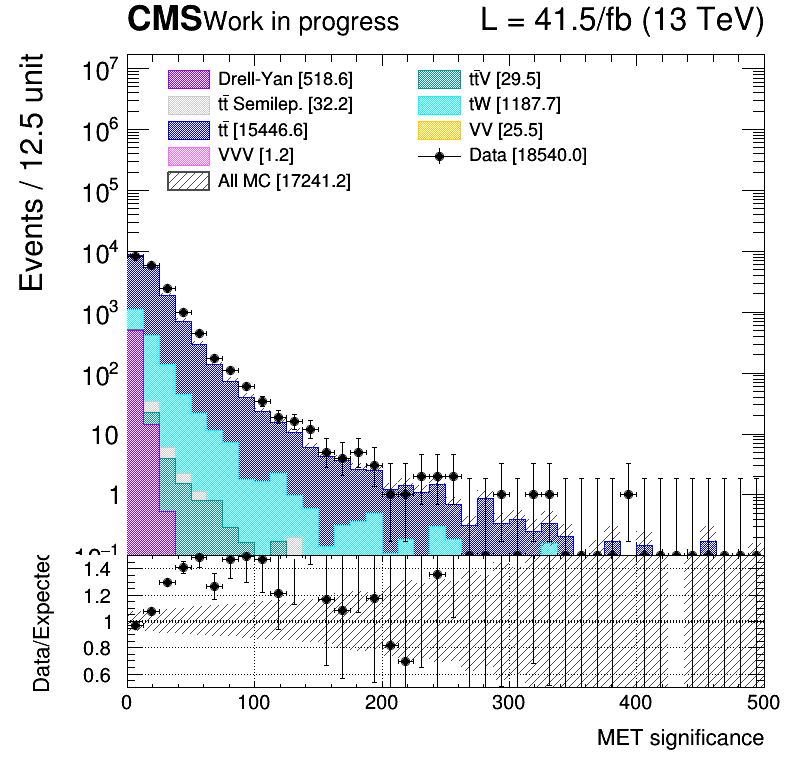 CMS Work in progress L = 41.5/fb (13 TeV)
Events / 12.5 unit
10⁷
10⁶
10⁵
10⁴
10³
10²
10
1
10⁻¹
Drell-Yan [518.6]
tt̄ Semilep. [32.2]
tt̄ [15446.6]
VVV [1.2]
All MC [17241.2]
tt̄V [29.5]
tW [1187.7]
VV [25.5]
Data [18540.0]
Data/Expected
1.4
1.2
1
0.8
0.6
0 100 200 300 400 500
MET significance